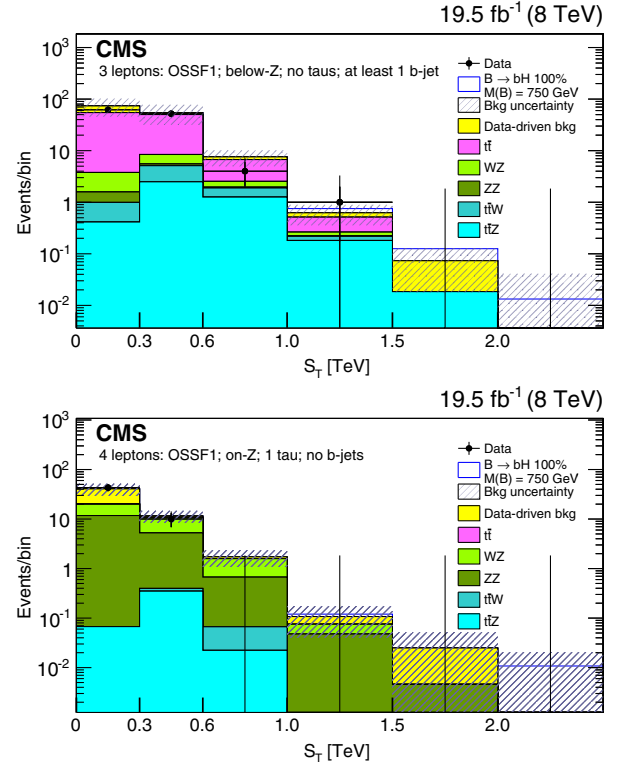 19.5 fb⁻¹ (8 TeV)
CMS
3 leptons: OSSF1; below-Z; no taus; at least 1 b-jet
Data
B → bH 100%
M(B) = 750 GeV
Bkg uncertainty
Data-driven bkg
tt̄
WZ
ZZ
tt̄W
tt̄Z
Events/bin
10³
10²
10
1
10⁻¹
10⁻²
0
0.3
0.6
1.0
1.5
2.0
S_T [TeV]
19.5 fb⁻¹ (8 TeV)
CMS
4 leptons: OSSF1; on-Z; 1 tau; no b-jets
Data
B → bH 100%
M(B) = 750 GeV
Bkg uncertainty
Data-driven bkg
tt̄
WZ
ZZ
tt̄W
tt̄Z
Events/bin
10³
10²
10
1
10⁻¹
10⁻²
0
0.3
0.6
1.0
1.5
2.0
S_T [TeV]